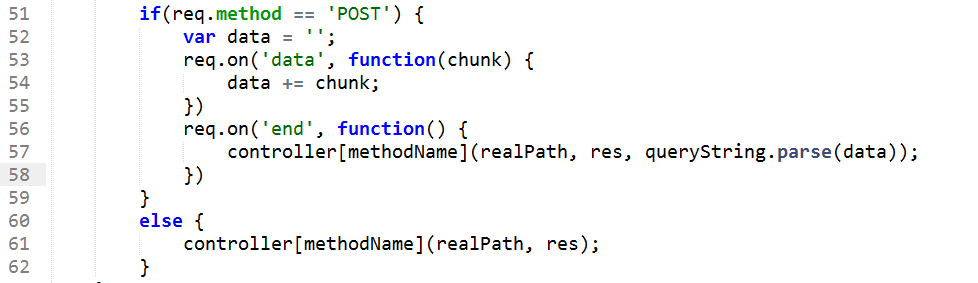 51 if(req.method == 'POST') {
52 var data = '';
53 req.on('data', function(chunk) {
54 data += chunk;
55 })
56 req.on('end', function() {
57 controller[methodName](realPath, res, queryString.parse(data));
58 })
59 }
60 else {
61 controller[methodName](realPath, res);
62 }